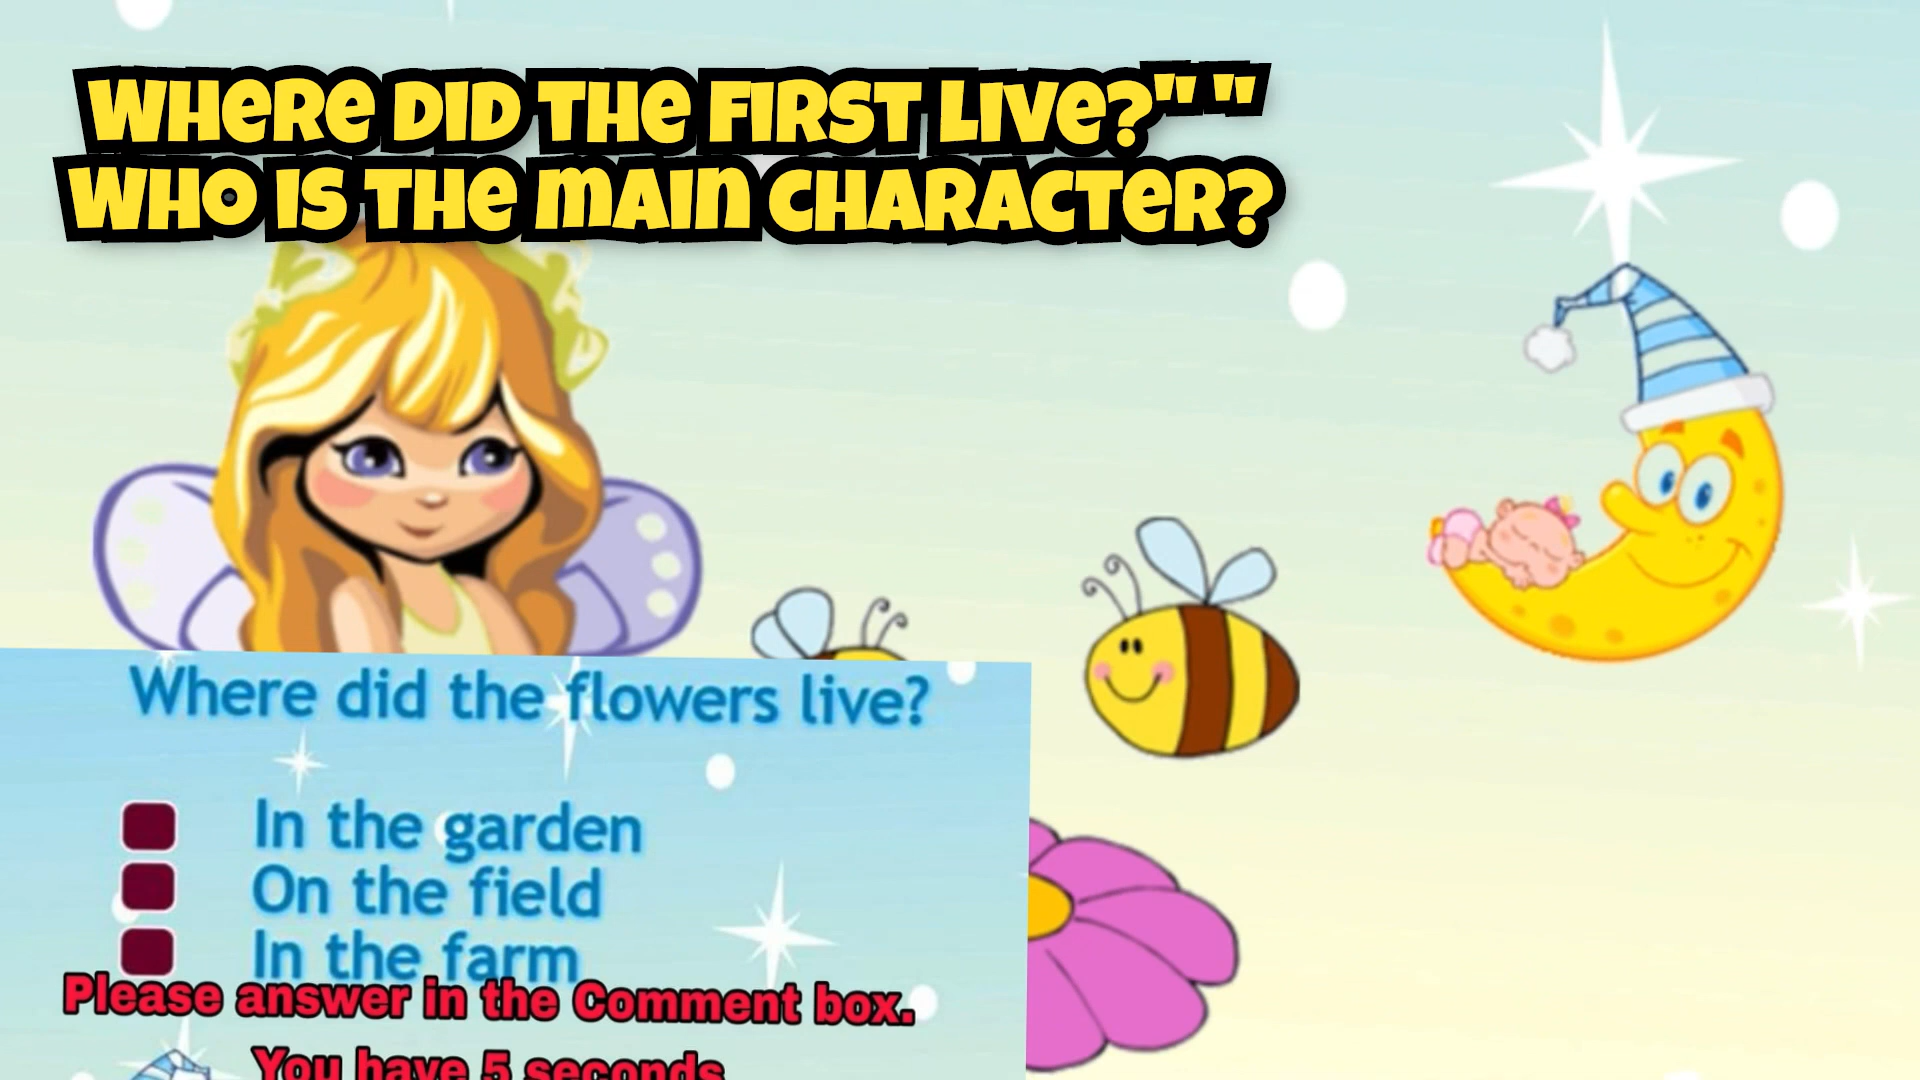 WHERE DID THE FIRST LIVE?" "
WHO IS THE MAIN CHARACTER?
Where did the flowers live?
In the garden
On the field
In the farm
Please answer in the Comment box.
You have 5 seconds